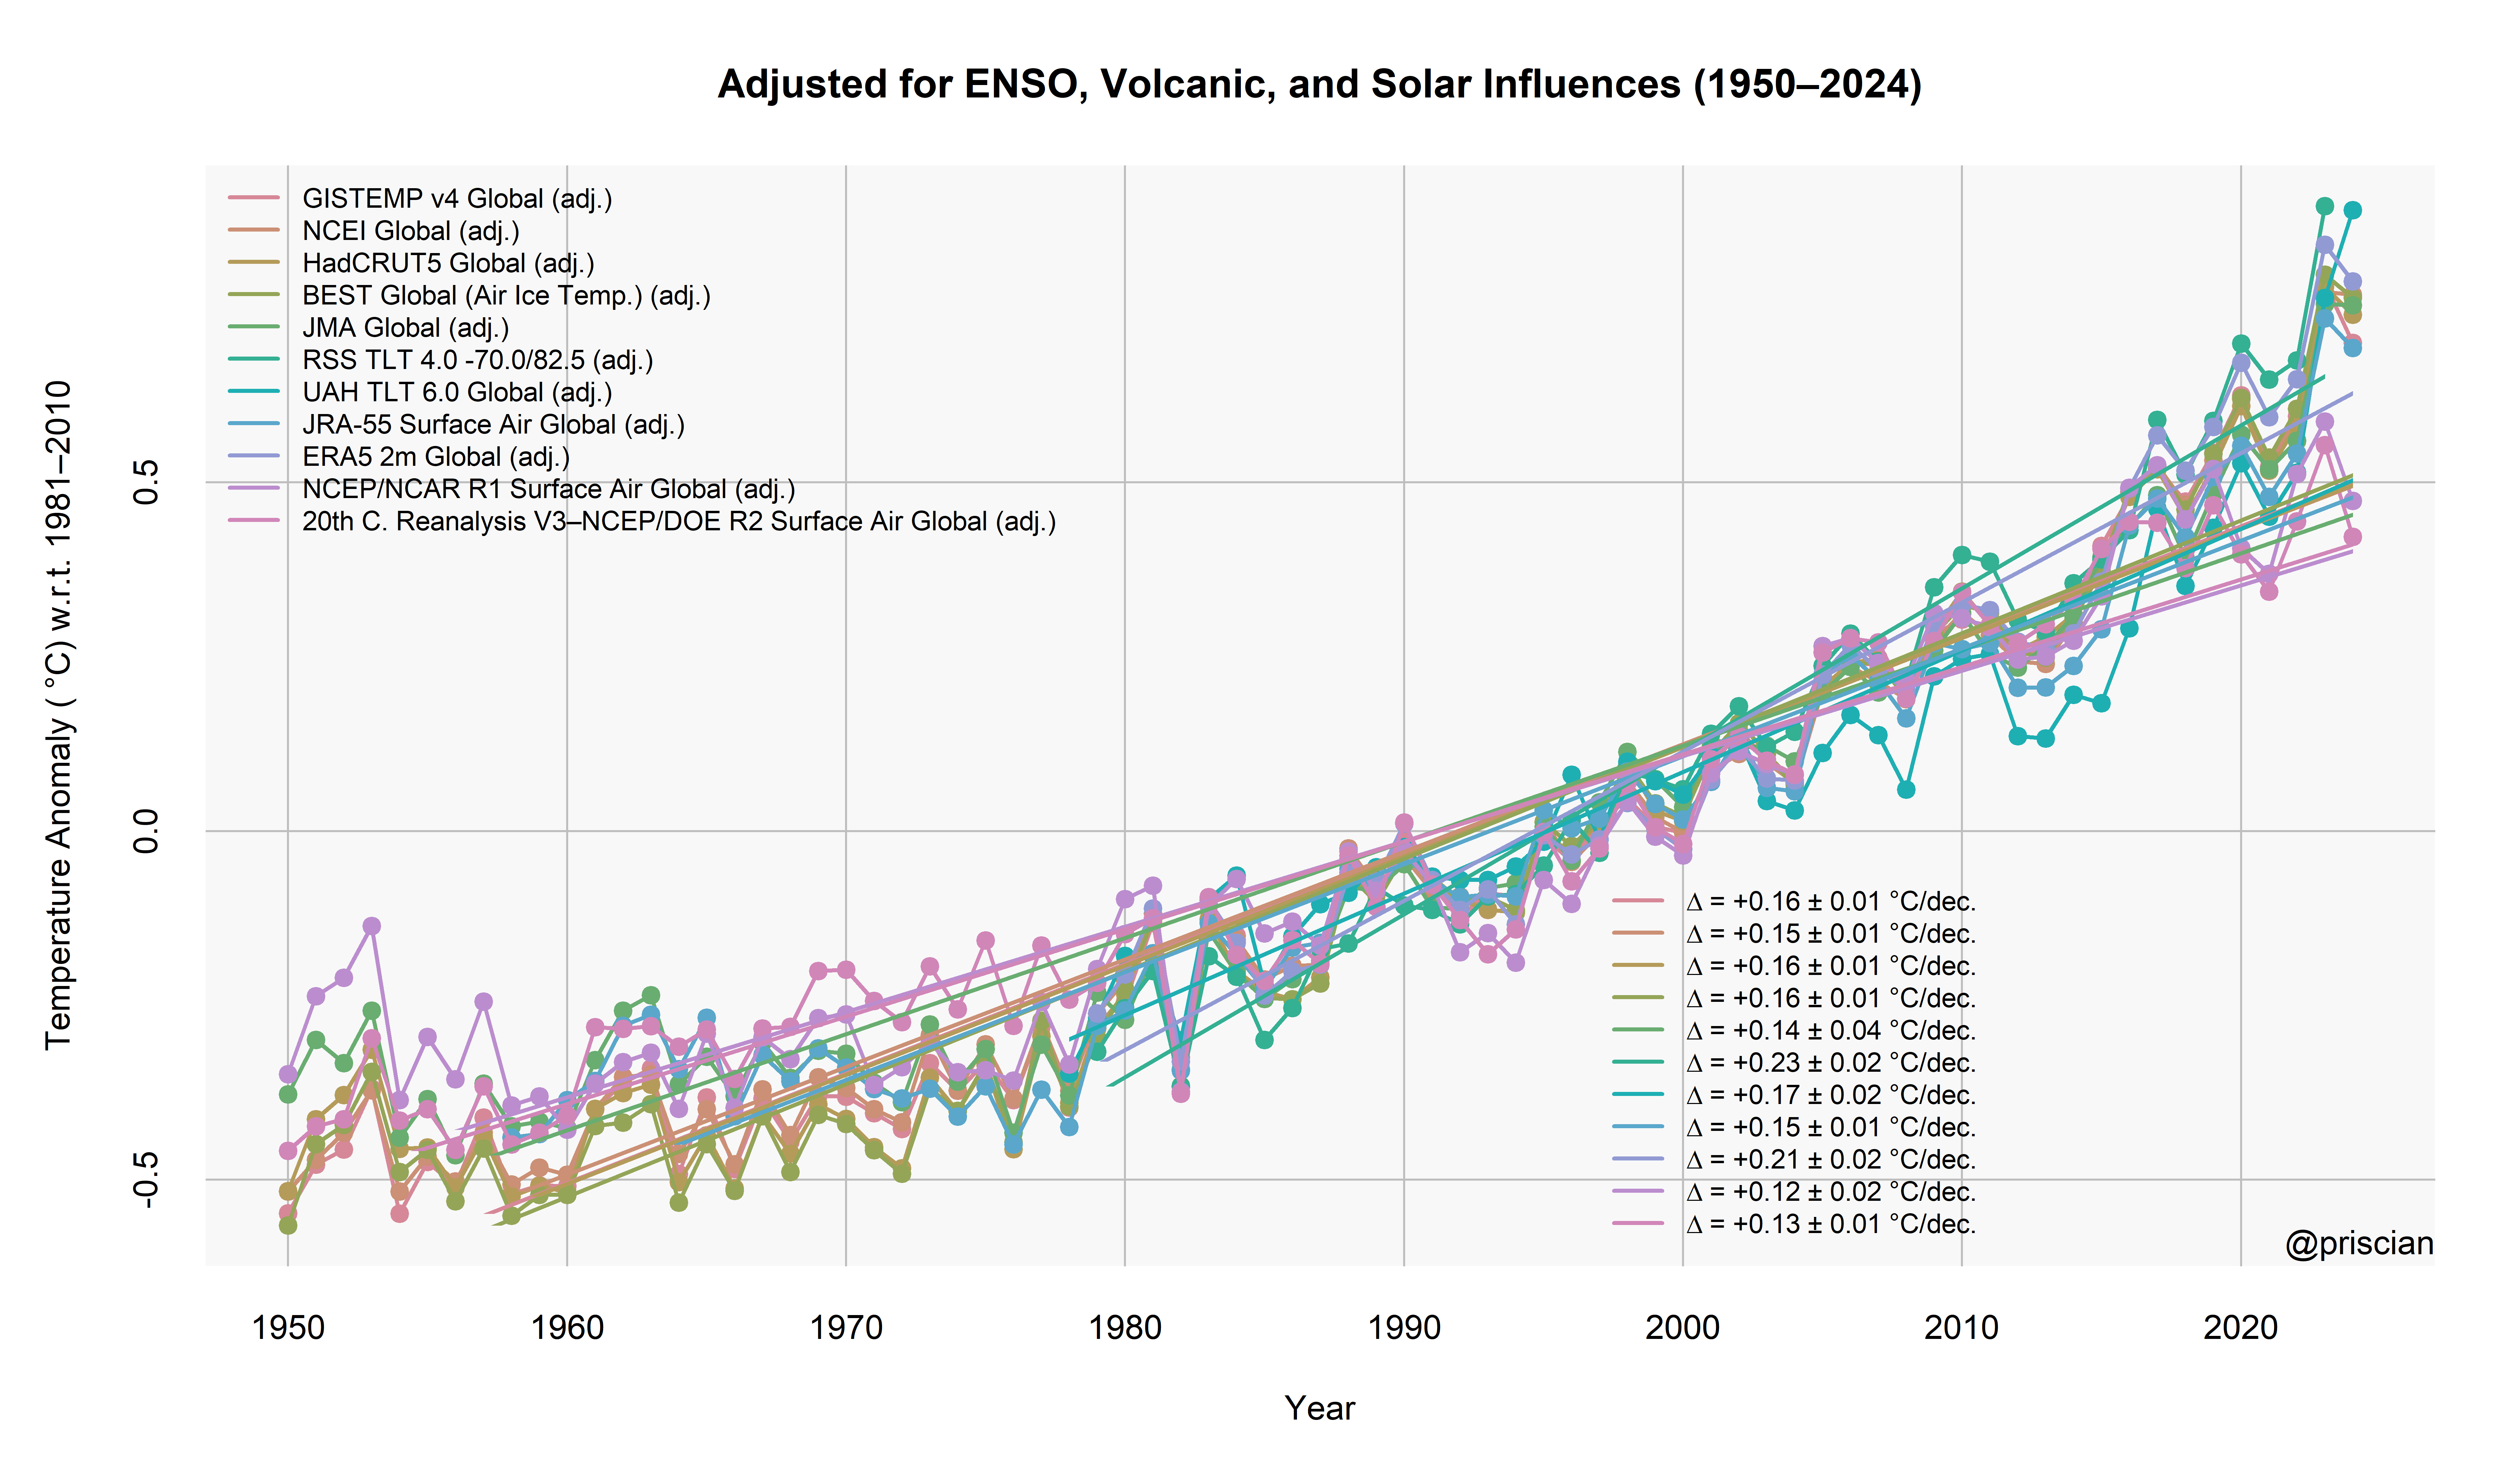 Adjusted for ENSO, Volcanic, and Solar Influences (1950–2024)
Temperature Anomaly ( °C) w.r.t. 1981–2010
0.5
0.0
-0.5
GISTEMP v4 Global (adj.)
NCEI Global (adj.)
HadCRUT5 Global (adj.)
BEST Global (Air Ice Temp.) (adj.)
JMA Global (adj.)
RSS TLT 4.0 -70.0/82.5 (adj.)
UAH TLT 6.0 Global (adj.)
JRA-55 Surface Air Global (adj.)
ERA5 2m Global (adj.)
NCEP/NCAR R1 Surface Air Global (adj.)
20th C. Reanalysis V3–NCEP/DOE R2 Surface Air Global (adj.)
Δ = +0.16 ± 0.01 °C/dec.
Δ = +0.15 ± 0.01 °C/dec.
Δ = +0.16 ± 0.01 °C/dec.
Δ = +0.16 ± 0.01 °C/dec.
Δ = +0.14 ± 0.04 °C/dec.
Δ = +0.23 ± 0.02 °C/dec.
Δ = +0.17 ± 0.02 °C/dec.
Δ = +0.15 ± 0.01 °C/dec.
Δ = +0.21 ± 0.02 °C/dec.
Δ = +0.12 ± 0.02 °C/dec.
Δ = +0.13 ± 0.01 °C/dec.
@priscian
1950 1960 1970 1980 1990 2000 2010 2020
Year